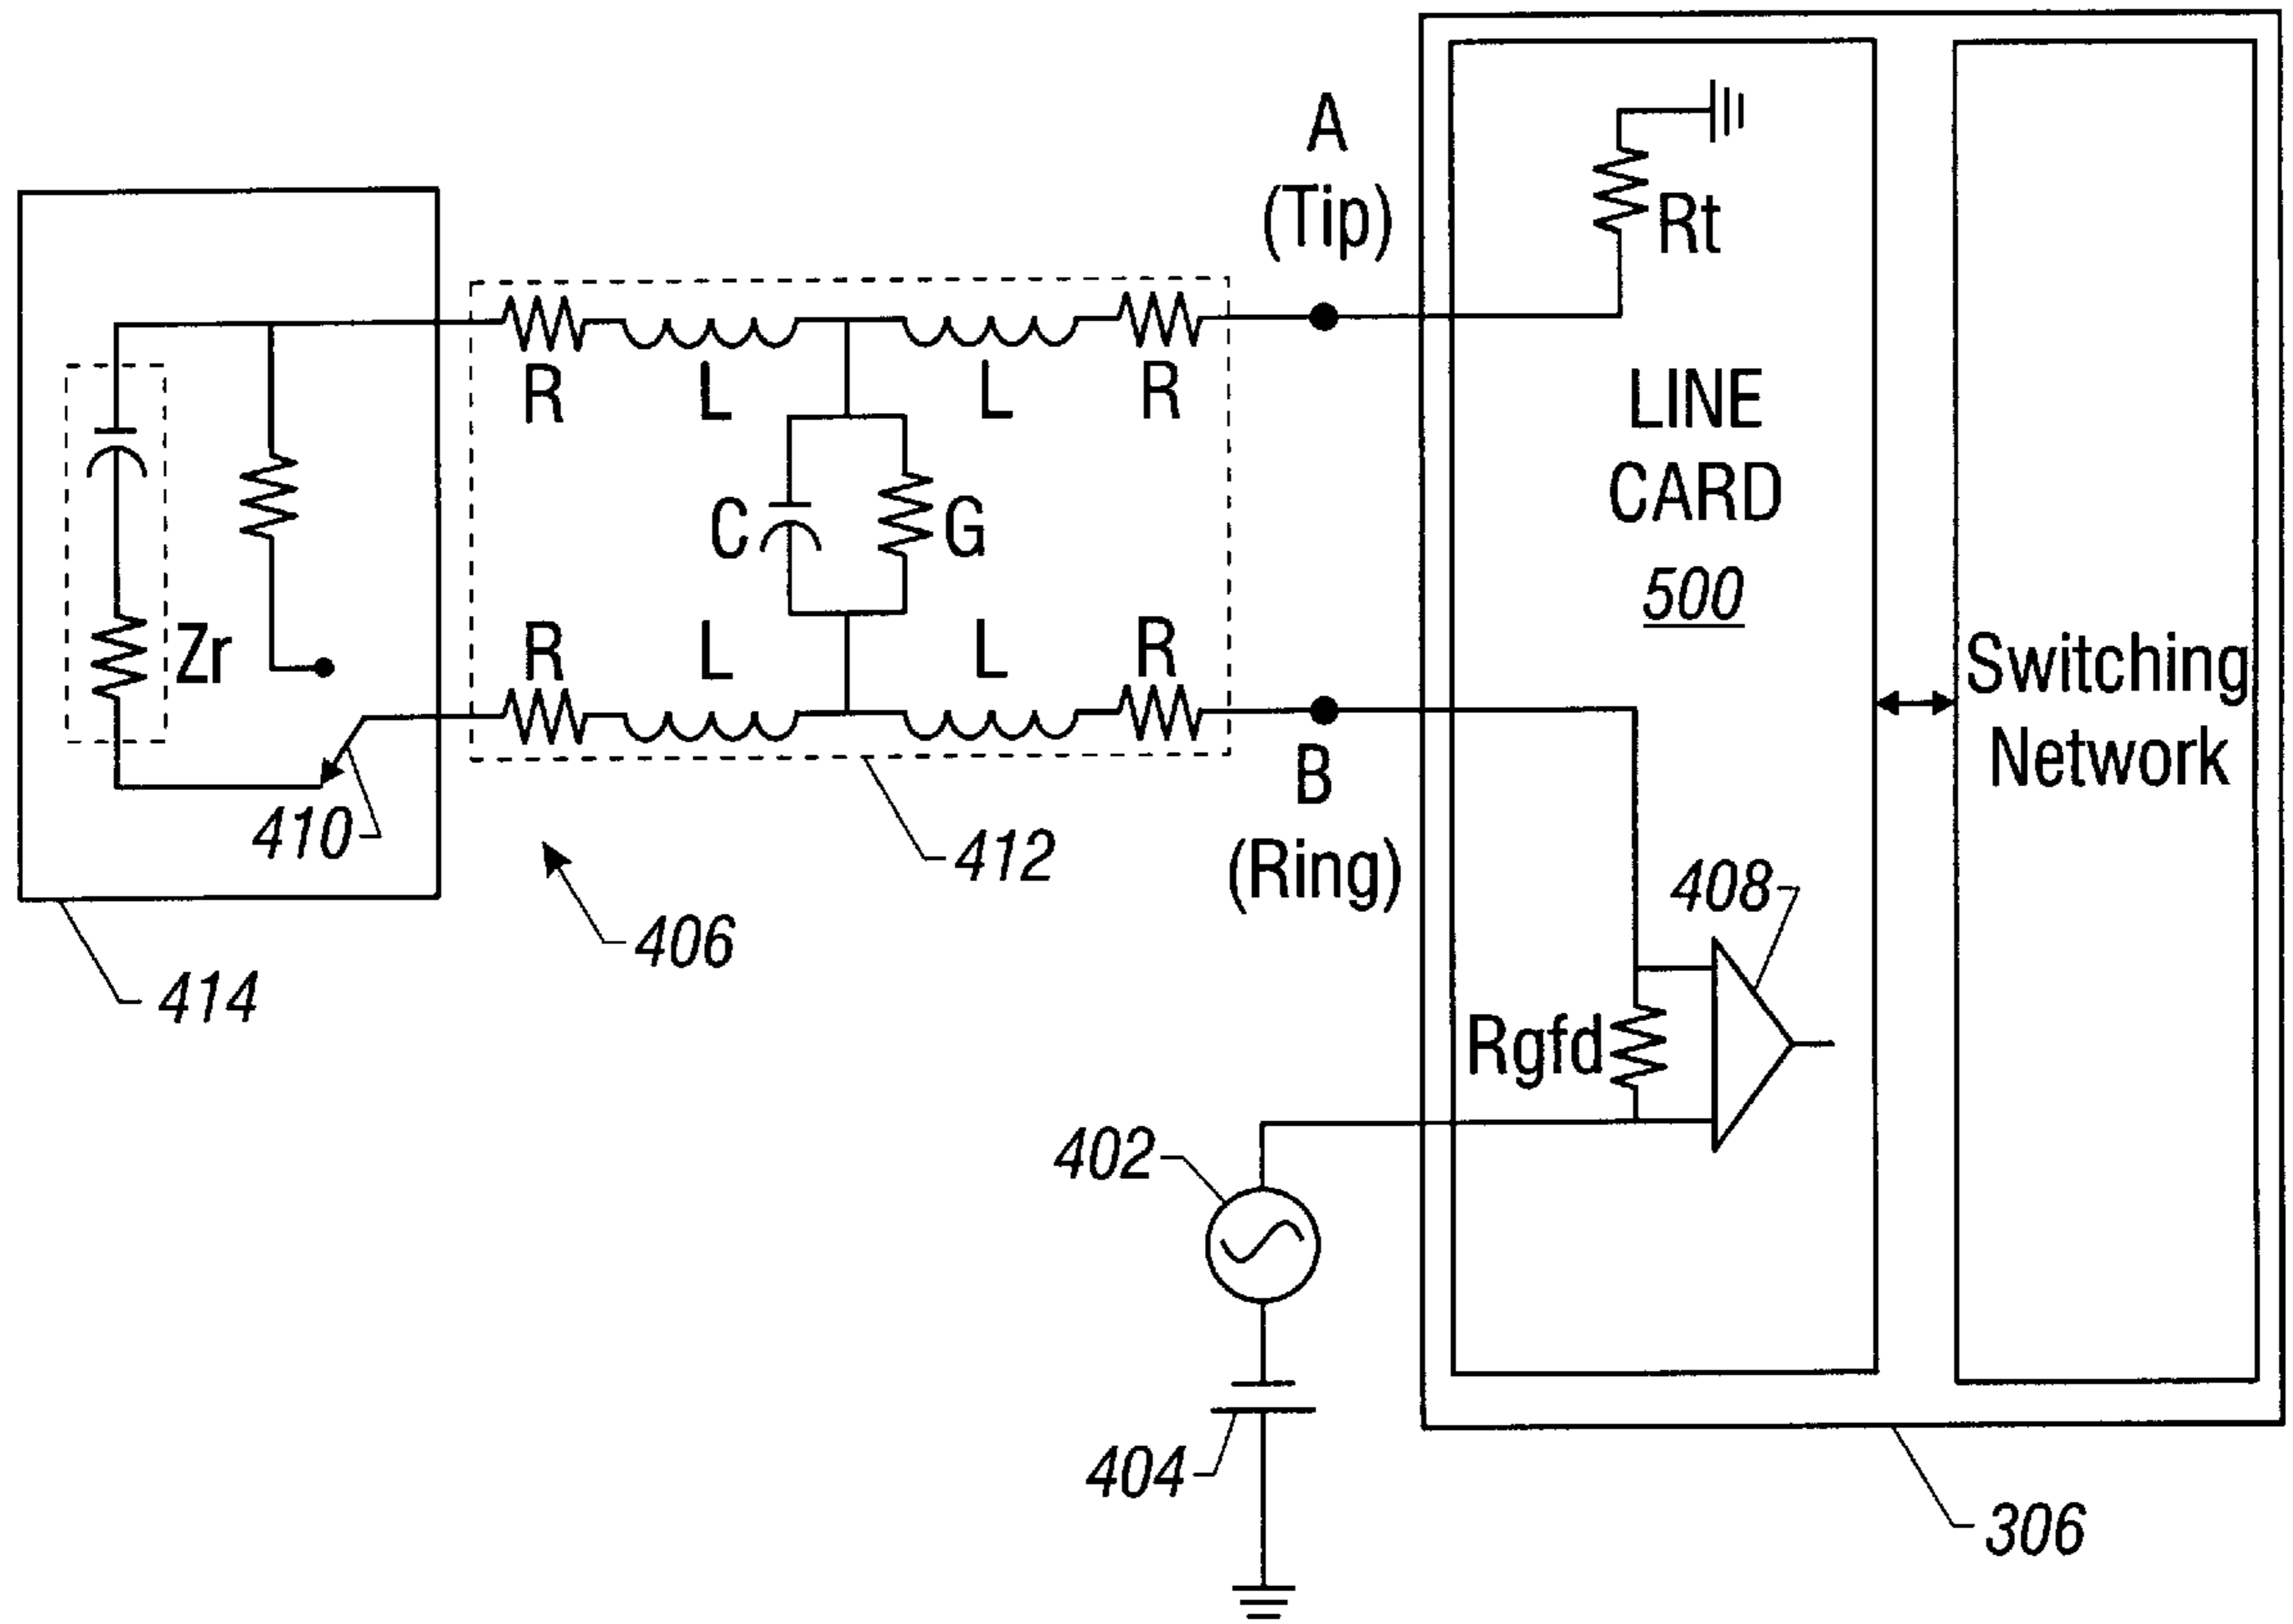 A
(Tip)
Rt
R
L
L
R
LINE
CARD
500
C
G
Zr
R
L
L
R
Switching
Network
B
(Ring)
410
412
406
408
414
Rgfd
402
404
306